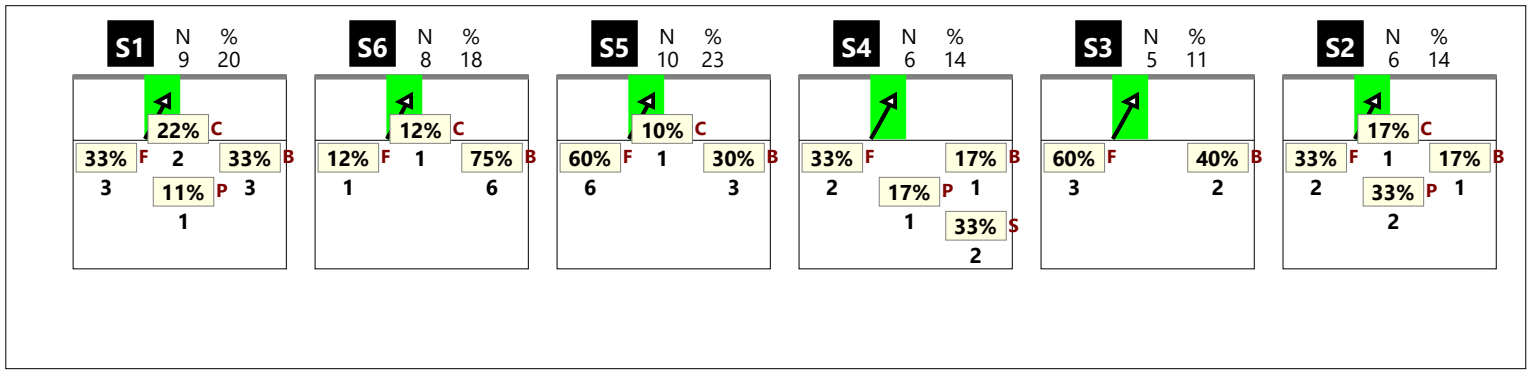 S1 N % S6 N % S5 N % S4 N % S3 N % S2 N %
9 20 8 18 10 23 6 14 5 11 6 14
22% C 12% C 10% C 17% C
33% F 2 33% B 12% F 1 75% B 60% F 1 30% B 33% F 17% B 60% F 40% B 33% F 1 17% B
3 11% P 3 1 6 6 3 2 17% P 1 3 2 2 33% P 1
1 1 33% S 2
2